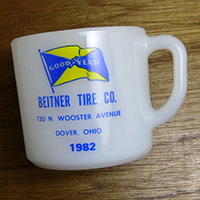 GOOD YEAR
BEITNER TIRE CO.
120 N WOOSTER AVENUE
DOVER, OHIO
1982